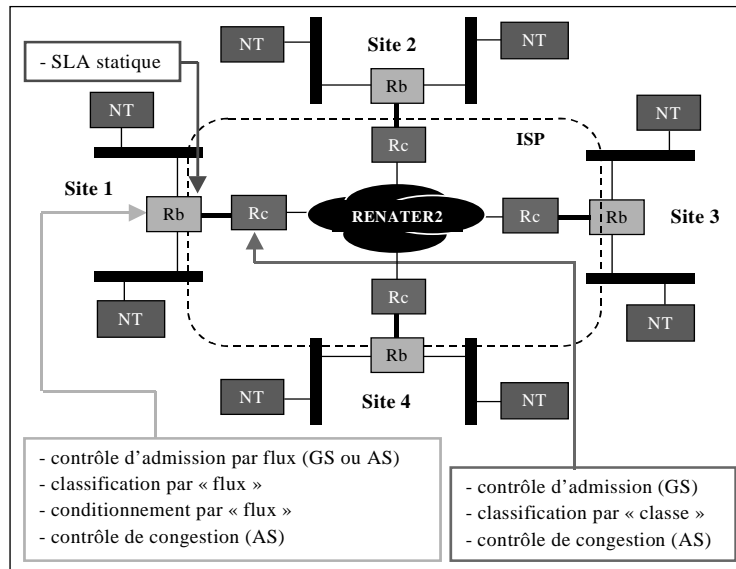 NT
Site 2
NT
- SLA statique
Rb
NT
ISP
NT
Rc
Site 1
Rb
Rc
RENATER2
Rc
Rb
Site 3
NT
Rc
NT
Rb
NT
Site 4
NT
- contrôle d’admission par flux (GS ou AS)
- classification par « flux »
- conditionnement par « flux »
- contrôle de congestion (AS)
- contrôle d’admission (GS)
- classification par « classe »
- contrôle de congestion (AS)